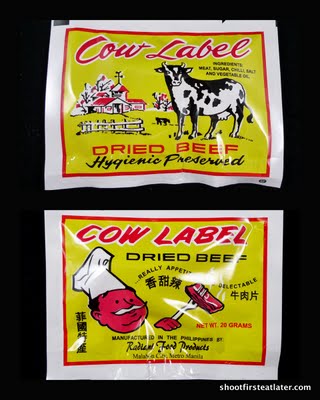 Cow Label
INGREDIENTS:
MEAT, SUGAR, CHILLI, SALT
AND VEGETABLE OIL
DRIED BEEF
Hygienic Preserved
COW LABEL
DRIED BEEF
REALLY APPETIZING DELECTABLE
香甜辣
牛肉片
菲國特產
NET WT. 20 GRAMS
MANUFACTURED IN THE PHILIPPINES BY:
Radiant Food Products
Malabon City, Metro Manila
shootfirsteatlater.com